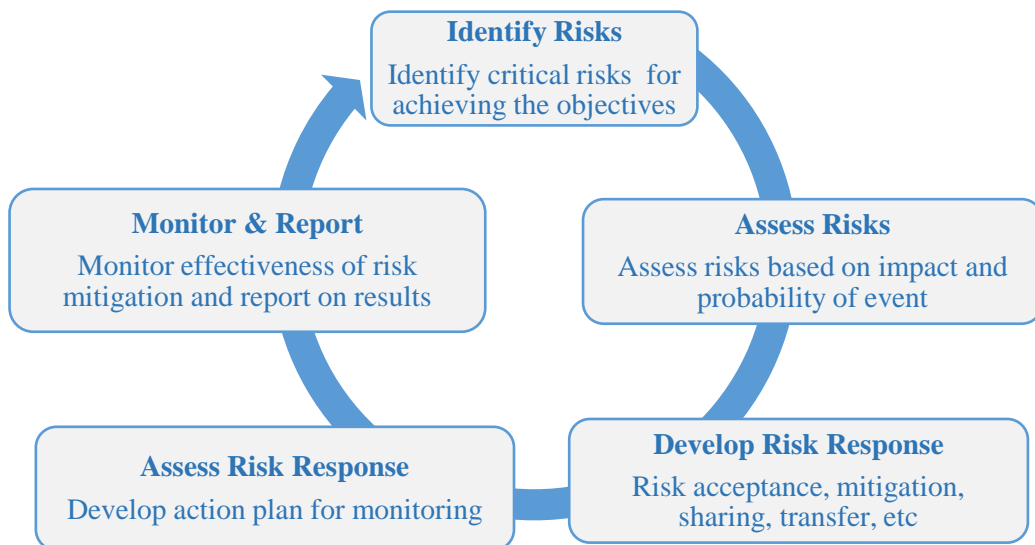 Identify Risks
Identify critical risks for
achieving the objectives
Assess Risks
Assess risks based on impact and
probability of event
Develop Risk Response
Risk acceptance, mitigation,
sharing, transfer, etc
Assess Risk Response
Develop action plan for monitoring
Monitor & Report
Monitor effectiveness of risk
mitigation and report on results